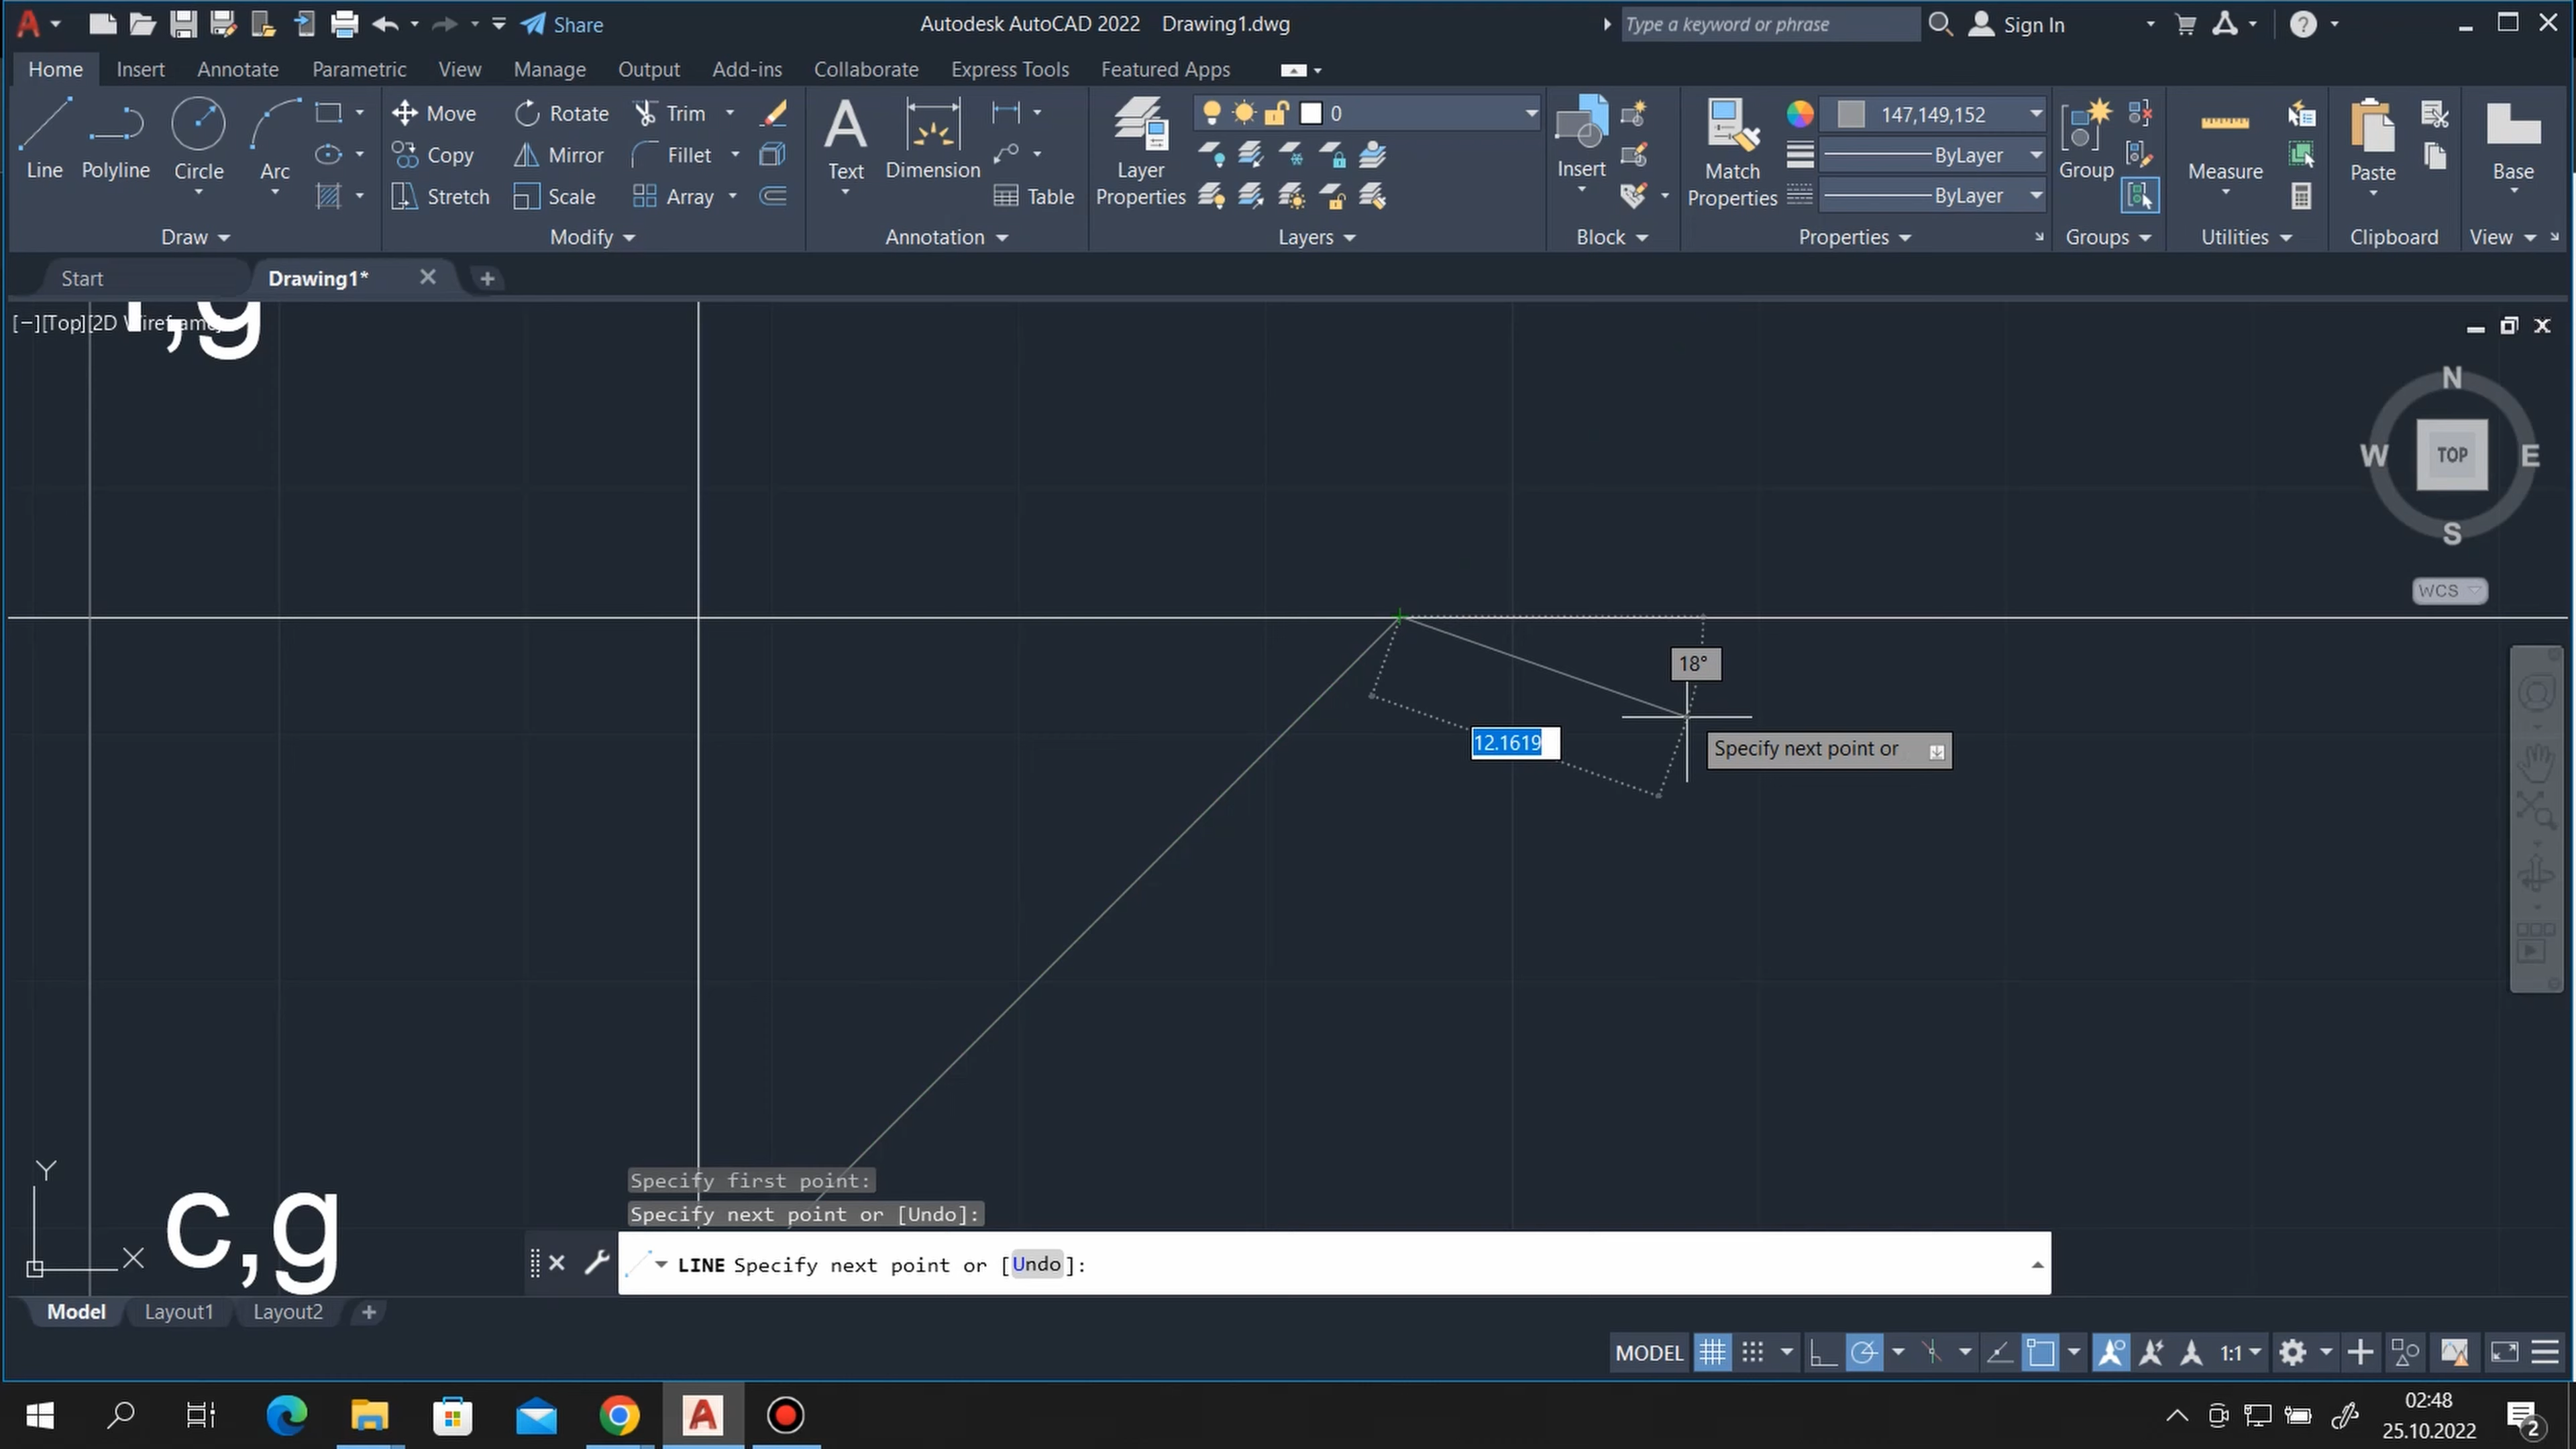 Share
Autodesk AutoCAD 2022 Drawing1.dwg
Type a keyword or phrase
Sign In
Home Insert Annotate Parametric View Manage Output Add-ins Collaborate Express Tools Featured Apps
Line Polyline Circle Arc
Move Rotate Trim
Copy Mirror Fillet
Stretch Scale Array
Text Dimension Table
Layer Properties
0
Insert
Match Properties
147,149,152
ByLayer
ByLayer
Group
Measure
Paste
Base
Draw Modify Annotation Layers Block Properties Groups Utilities Clipboard View
Start Drawing1*
[−][Top][2D Wireframe]
,g
N
W TOP E
S
WCS
18°
12.1619
Specify next point or
Y
X
c,g
Specify first point:
Specify next point or [Undo]:
LINE Specify next point or [Undo]:
Model Layout1 Layout2
MODEL 1:1
02:48
25.10.2022
2